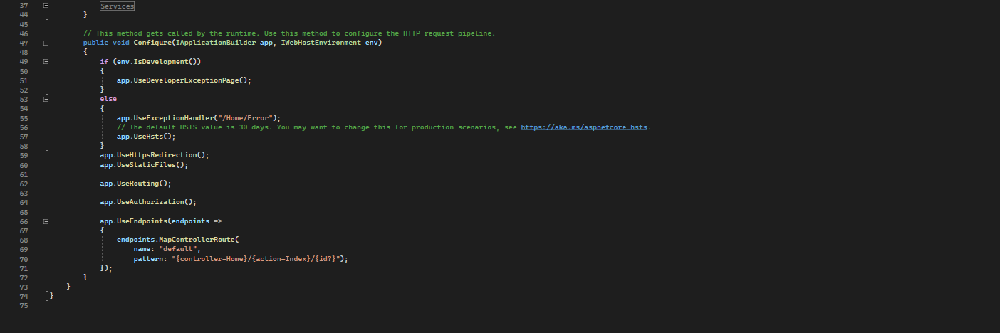 37 Services
44 }
45
46 // This method gets called by the runtime. Use this method to configure the HTTP request pipeline.
47 public void Configure(IApplicationBuilder app, IWebHostEnvironment env)
48 {
49 if (env.IsDevelopment())
50 {
51 app.UseDeveloperExceptionPage();
52 }
53 else
54 {
55 app.UseExceptionHandler("/Home/Error");
56 // The default HSTS value is 30 days. You may want to change this for production scenarios, see https://aka.ms/aspnetcore-hsts.
57 app.UseHsts();
58 }
59 app.UseHttpsRedirection();
60 app.UseStaticFiles();
61
62 app.UseRouting();
63
64 app.UseAuthorization();
65
66 app.UseEndpoints(endpoints =>
67 {
68 endpoints.MapControllerRoute(
69 name: "default",
70 pattern: "{controller=Home}/{action=Index}/{id?}");
71 });
72 }
73 }
74 }
75